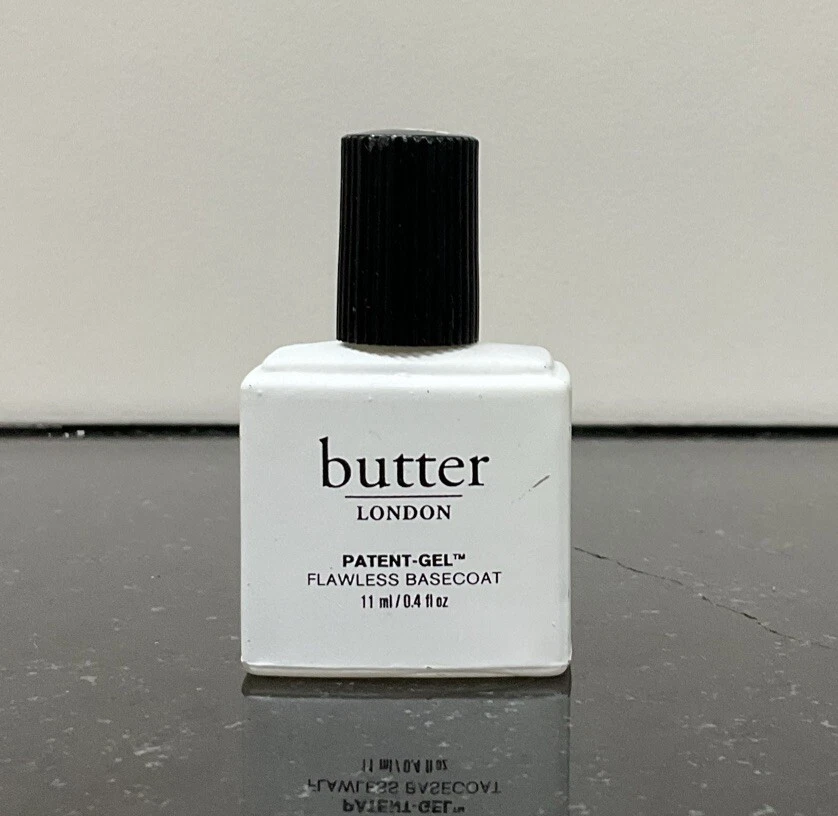 butter
LONDON
PATENT-GEL™
FLAWLESS BASECOAT
11 ml / 0.4 fl oz